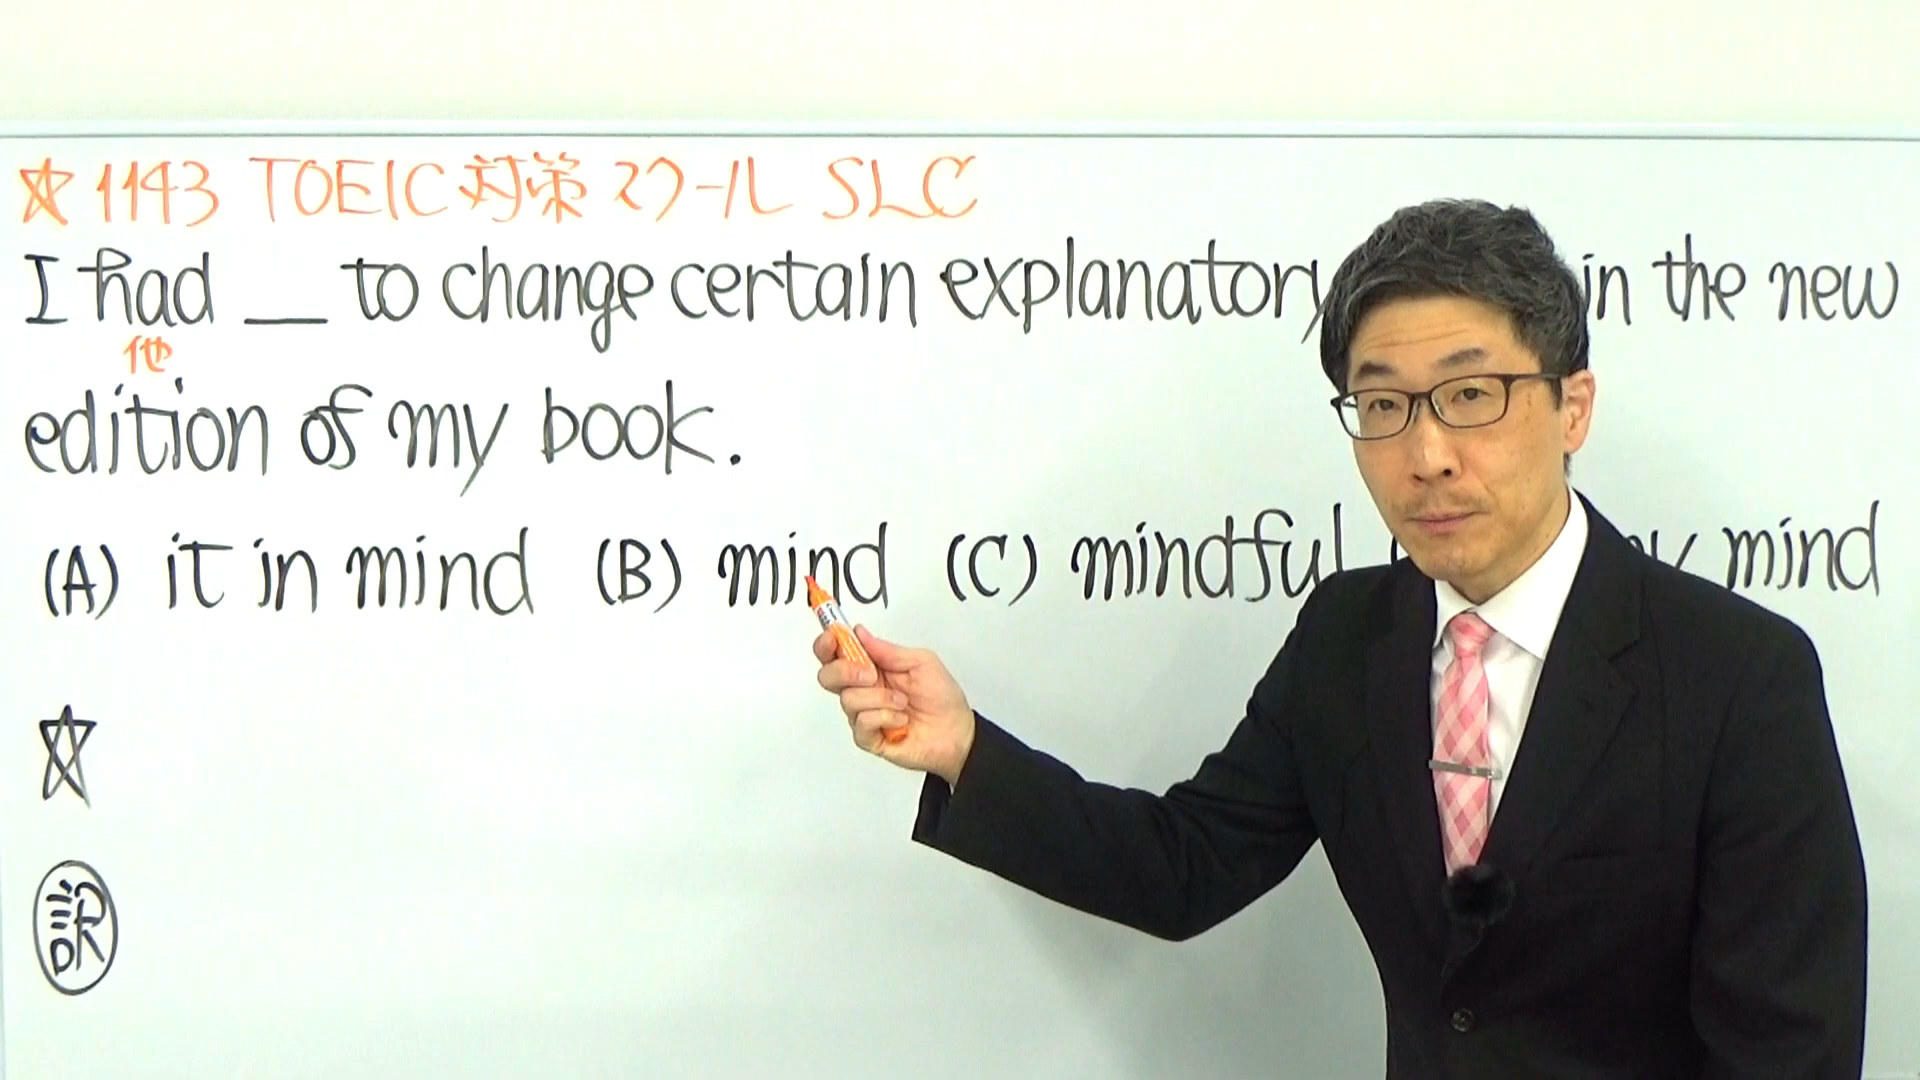 ☆1143 TOEIC対策スクール SLC
I had __ to change certain explanatory in the new
他
edition of my book.
(A) it in mind (B) mind (C) mindful mind
☆
訳